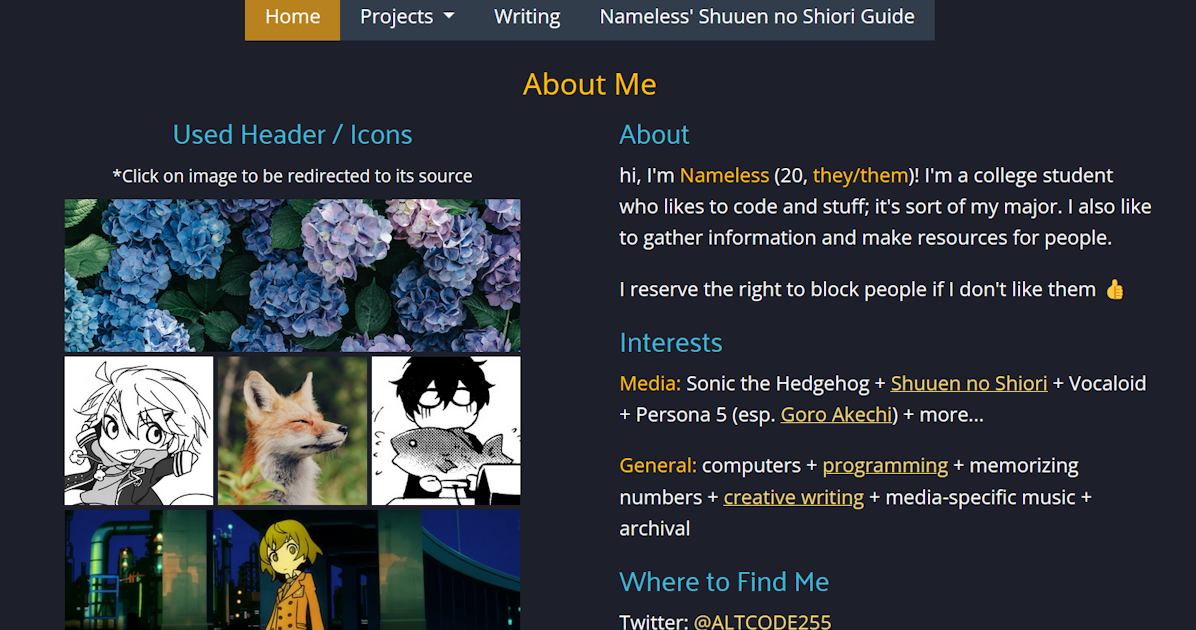 Home Projects Writing Nameless' Shuuen no Shiori Guide
About Me
Used Header / Icons
*Click on image to be redirected to its source
About
hi, I'm Nameless (20, they/them)! I'm a college student
who likes to code and stuff; it's sort of my major. I also like
to gather information and make resources for people.
I reserve the right to block people if I don't like them 👍
Interests
Media: Sonic the Hedgehog + Shuuen no Shiori + Vocaloid
+ Persona 5 (esp. Goro Akechi) + more...
General: computers + programming + memorizing
numbers + creative writing + media-specific music +
archival
Where to Find Me
Twitter: @ALTCODE255